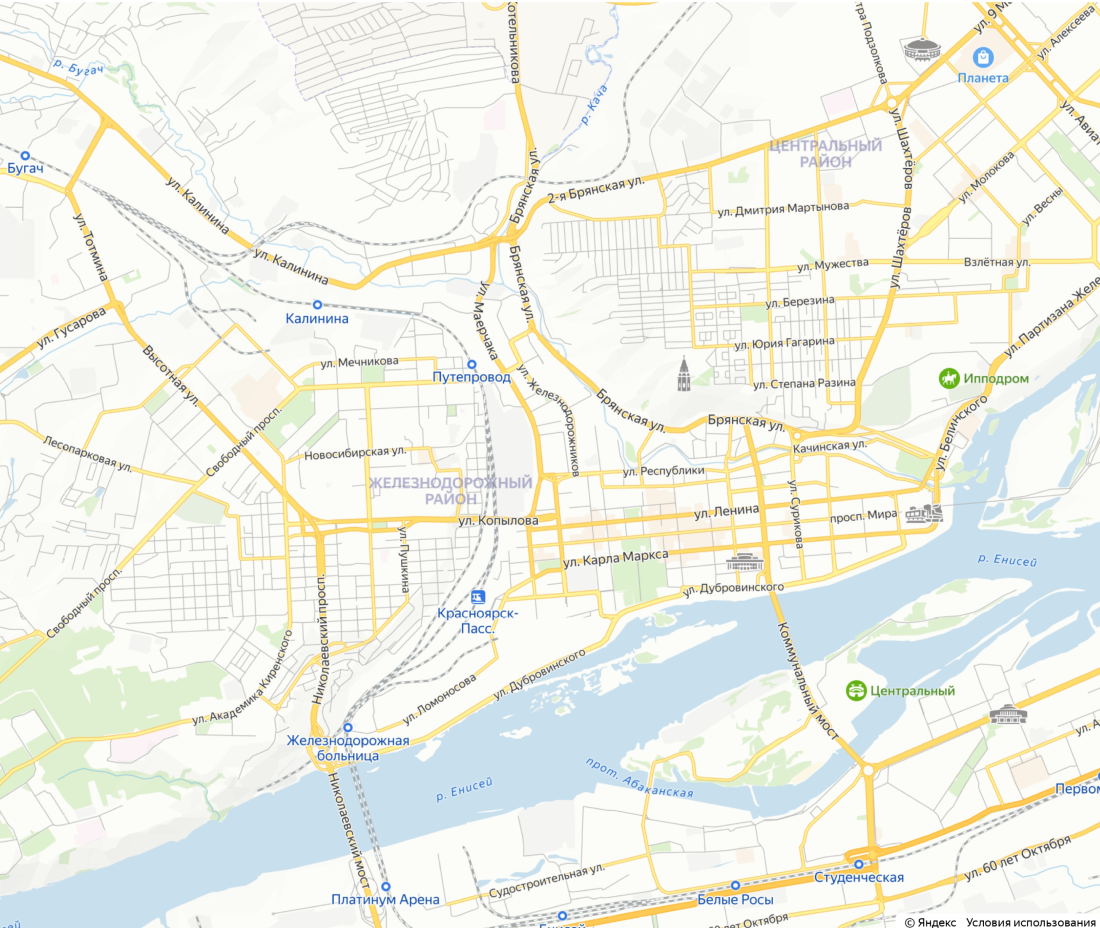 Котельникова
ул. 9
ул. Алексеева
Подзолкова
Планета
р. Бугач
р. Кача
ул. Шахтёров
ЦЕНТРАЛЬНЫЙ
РАЙОН
Бугач
Брянская ул.
2-я Брянская ул.
ул. Молокова
ул. Калинина
ул. Весны
ул. Дмитрия Мартынова
ул. Тотмина
ул. Калинина
Брянская ул.
ул. Шахтёров
ул. Мужества
Взлётная ул.
Калинина
ул. Маерчака
ул. Березина
ул. Гусарова
ул. Партизана
ул. Юрия Гагарина
ул. Мечникова
Высотная ул.
Путепровод
ул. Железнодорожников
Брянская ул.
ул. Степана Разина
Ипподром
ул. Белинского
Свободный просп.
Брянская ул.
Лесопарковая ул.
Новосибирская ул.
Качинская ул.
ул. Республики
ЖЕЛЕЗНОДОРОЖНЫЙ
РАЙОН
ул. Сурикова
ул. Ленина
просп. Мира
ул. Копылова
ул. Пушкина
ул. Карла Маркса
р. Енисей
ул. Дубровинского
Свободный просп.
Николаевский просп.
Красноярск-
Пасс.
Коммунальный мост
ул. Академика Киренского
ул. Дубровинского
ул. Ломоносова
Центральный
Железнодорожная
больница
р. Енисей
прот. Абаканская
Николаевский мост
Студенческая
Судостроительная ул.
ул. 60 лет Октября
Платинум Арена
Белые Росы
60 лет Октября
© Яндекс Условия использования